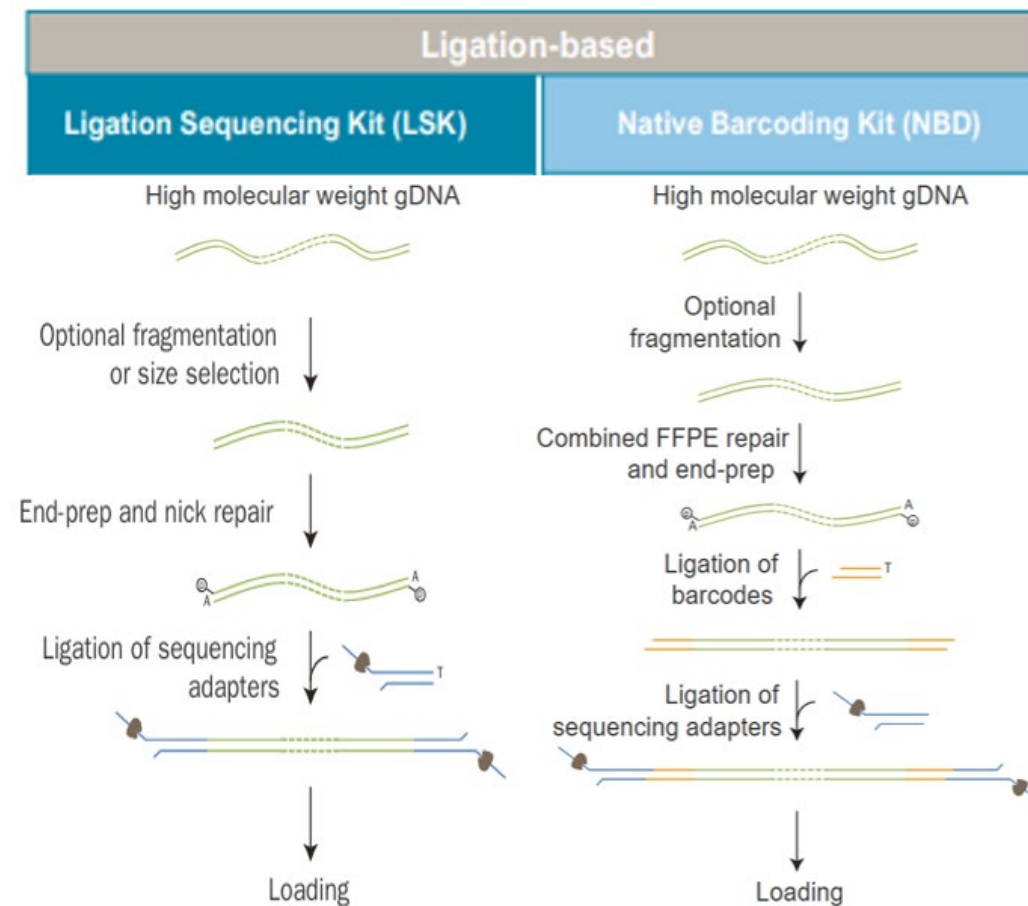 Ligation-based
Ligation Sequencing Kit (LSK)
Native Barcoding Kit (NBD)
High molecular weight gDNA
Optional fragmentation
or size selection
End-prep and nick repair
P
A
A
P
Ligation of sequencing
adapters
T
Loading
High molecular weight gDNA
Optional
fragmentation
Combined FFPE repair
and end-prep
P
A
A
P
Ligation of
barcodes
T
Ligation of
sequencing adapters
Loading